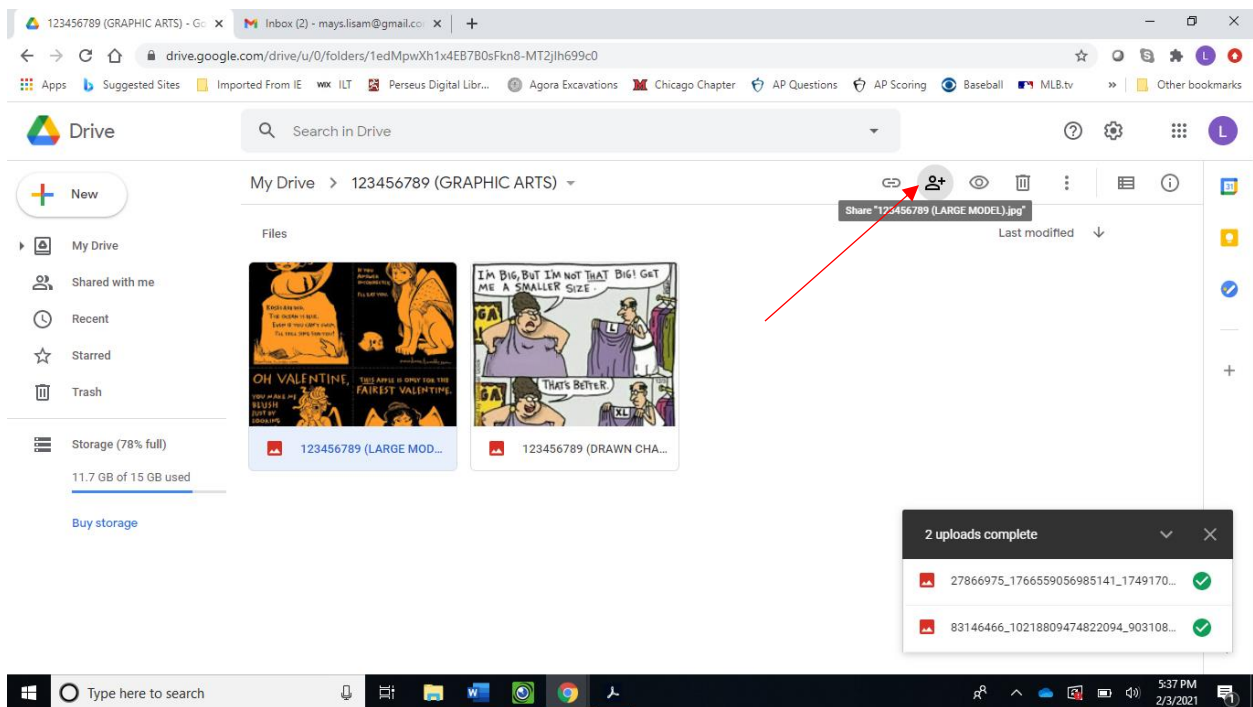 123456789 (GRAPHIC ARTS) - Go
Inbox (2) - mays.lisam@gmail.co
drive.google.com/drive/u/0/folders/1edMpwXh1x4EB7B0sFkn8-MT2jIh699c0
Apps
Suggested Sites
Imported From IE
WIX ILT
Perseus Digital Libr...
Agora Excavations
Chicago Chapter
AP Questions
AP Scoring
Baseball
MLB.tv
»
Other bookmarks
Drive
Search in Drive
L
New
My Drive > 123456789 (GRAPHIC ARTS)
Share "123456789 (LARGE MODEL).jpg"
My Drive
Shared with me
Recent
Starred
Trash
Storage (78% full)
11.7 GB of 15 GB used
Buy storage
Files
Last modified
OH VALENTINE,
YOU MAKE ME
BLUSH
JUST BY
LOOKING
THIS APPLE IS ONLY FOR THE
FAIREST VALENTINE.
I'M BIG, BUT I'M NOT THAT BIG! GET
ME A SMALLER SIZE.
L
THAT'S BETTER.
XL
123456789 (LARGE MOD...
123456789 (DRAWN CHA...
2 uploads complete
27866975_1766559056985141_1749170...
83146466_10218809474822094_903108...
Type here to search
5:37 PM
2/3/2021